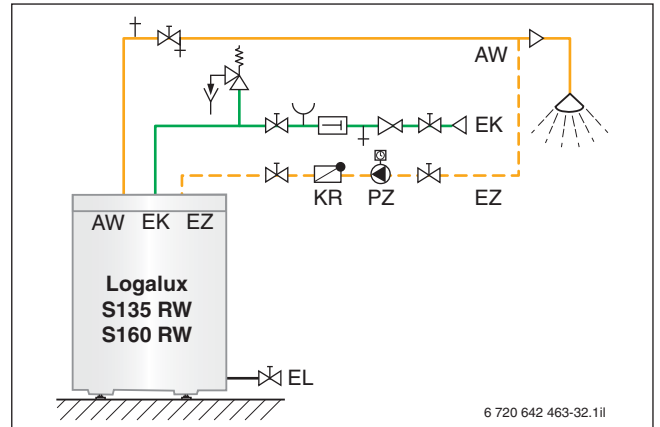 AW
EK
KR
PZ
EZ
AW EK EZ
Logalux
S135 RW
S160 RW
EL
6 720 642 463-32.1il